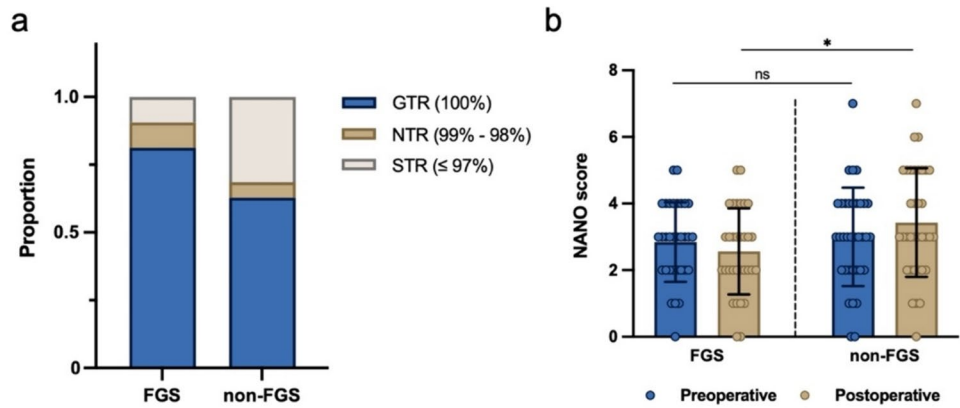 a
Proportion
1.0
0.5
0
FGS
non-FGS
GTR (100%)
NTR (99% - 98%)
STR (≤ 97%)
b
NANO score
8
6
4
2
0
*
ns
FGS
non-FGS
Preoperative
Postoperative